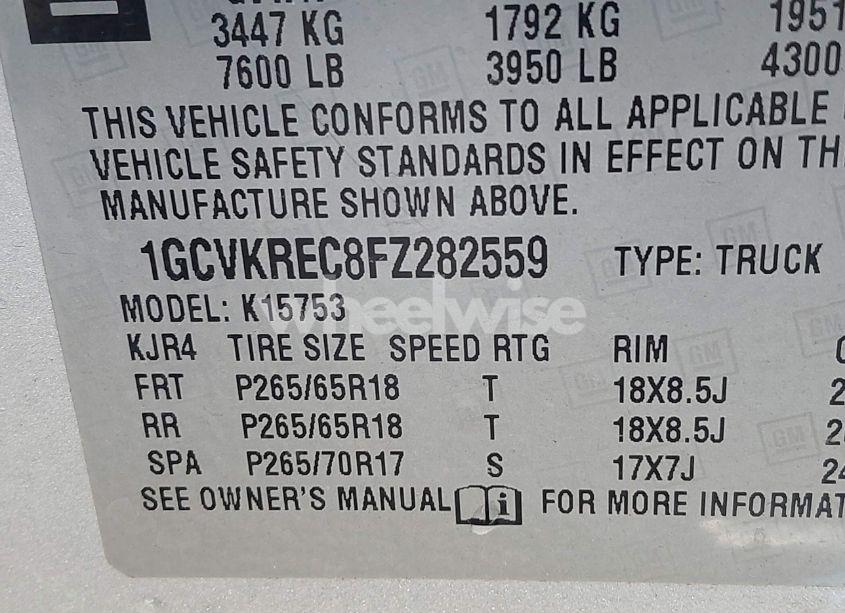 3447 KG 1792 KG 1951
7600 LB 3950 LB 4300
THIS VEHICLE CONFORMS TO ALL APPLICABLE
VEHICLE SAFETY STANDARDS IN EFFECT ON TH
MANUFACTURE SHOWN ABOVE.
1GCVKREC8FZ282559 TYPE: TRUCK
MODEL: K15753
wheelwise
KJR4 TIRE SIZE SPEED RTG RIM
FRT P265/65R18 T 18X8.5J 2
RR P265/65R18 T 18X8.5J
SPA P265/70R17 S 17X7J 24
SEE OWNER'S MANUAL i FOR MORE INFORMAT